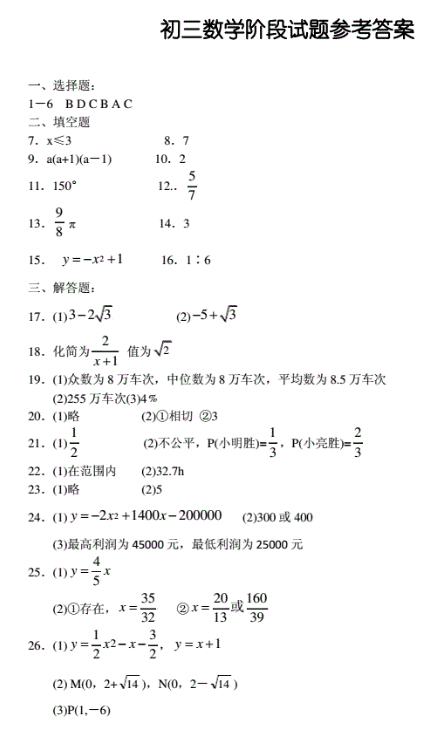 初三数学阶段试题参考答案
一、选择题:
1－6 B D C B A C
二、填空题
7．x≤3 8．7
9．a(a+1)(a－1) 10．2
11．150° 12.．5/7
13．9/8 π 14．3
15． y＝－x²＋1 16．1∶6
三、解答题:
17．(1)3－2√3 (2)－5＋√3
18．化简为2/(x＋1) 值为√2
19．(1)众数为 8 万车次，中位数为 8 万车次，平均数为 8.5 万车次
(2)255 万车次(3)4％
20．(1)略 (2)①相切 ②3
21．(1)1/2 (2)不公平，P(小明胜)=1/3，P(小亮胜)=2/3
22．(1)在范围内 (2)32.7h
23．(1)略 (2)5
24．(1) y＝－2x²＋1400x－200000 (2)300 或 400
(3)最高利润为 45000 元，最低利润为 25000 元
25．(1) y＝4/5 x
(2)①存在，x＝35/32 ②x＝20/13 或 160/39
26．(1) y＝1/2 x²－x－3/2，y＝x＋1
(2) M(0，2+√14 )，N(0，2－√14 )
(3)P(1,－6)